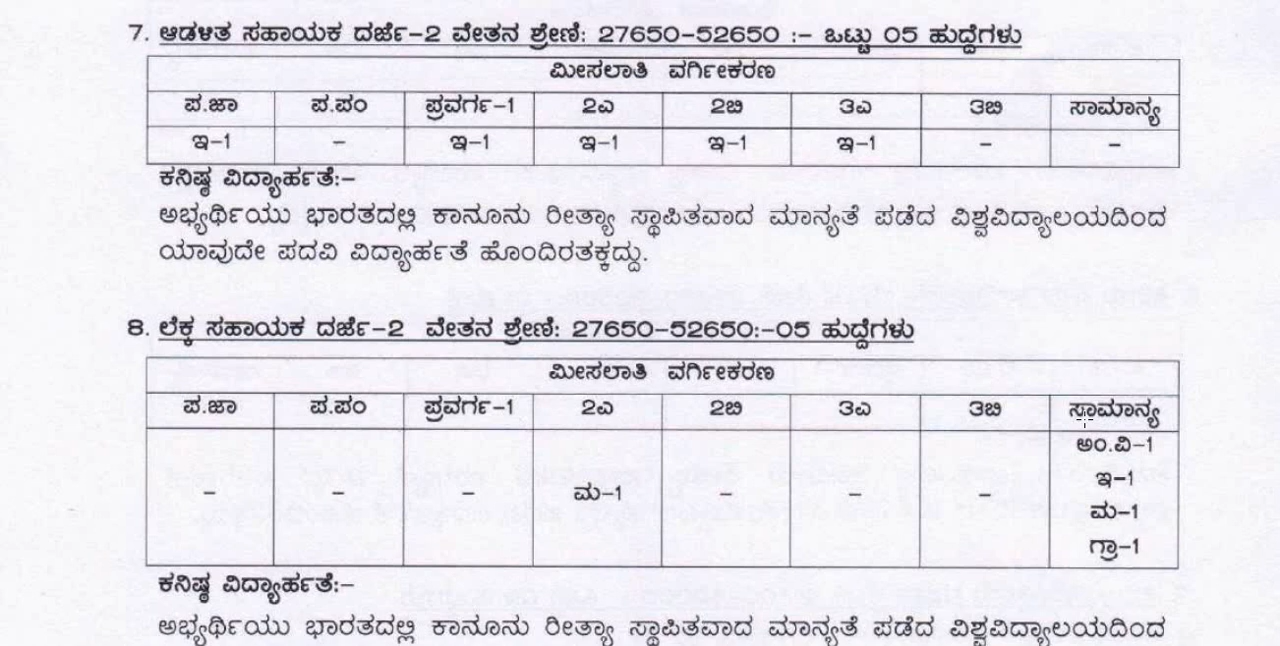 7. ಆಡಳಿತ ಸಹಾಯಕ ದರ್ಜೆ-2 ವೇತನ ಶ್ರೇಣಿ: 27650-52650 :- ಒಟ್ಟು 05 ಹುದ್ದೆಗಳು
ಮೀಸಲಾತಿ ವರ್ಗೀಕರಣ
ಪ.ಜಾ ಪ.ಪಂ ಪ್ರವರ್ಗ-1 2ಎ 2ಬಿ 3ಎ 3ಬಿ ಸಾಮಾನ್ಯ
ಇ-1 - ಇ-1 ಇ-1 ಇ-1 ಇ-1 - -
ಕನಿಷ್ಠ ವಿದ್ಯಾರ್ಹತೆ:-
ಅಭ್ಯರ್ಥಿಯು ಭಾರತದಲ್ಲಿ ಕಾನೂನು ರೀತ್ಯಾ ಸ್ಥಾಪಿತವಾದ ಮಾನ್ಯತೆ ಪಡೆದ ವಿಶ್ವವಿದ್ಯಾಲಯದಿಂದ
ಯಾವುದೇ ಪದವಿ ವಿದ್ಯಾರ್ಹತೆ ಹೊಂದಿರತಕ್ಕದ್ದು.
8. ಲೆಕ್ಕ ಸಹಾಯಕ ದರ್ಜೆ-2 ವೇತನ ಶ್ರೇಣಿ: 27650-52650:-05 ಹುದ್ದೆಗಳು
ಮೀಸಲಾತಿ ವರ್ಗೀಕರಣ
ಪ.ಜಾ ಪ.ಪಂ ಪ್ರವರ್ಗ-1 2ಎ 2ಬಿ 3ಎ 3ಬಿ ಸಾಮಾನ್ಯ
- - - ಮ-1 - - - ಅಂ.ವಿ-1
ಇ-1
ಮ-1
ಗ್ರಾ-1
ಕನಿಷ್ಠ ವಿದ್ಯಾರ್ಹತೆ:-
ಅಭ್ಯರ್ಥಿಯು ಭಾರತದಲ್ಲಿ ಕಾನೂನು ರೀತ್ಯಾ ಸ್ಥಾಪಿತವಾದ ಮಾನ್ಯತೆ ಪಡೆದ ವಿಶ್ವವಿದ್ಯಾಲಯದಿಂದ